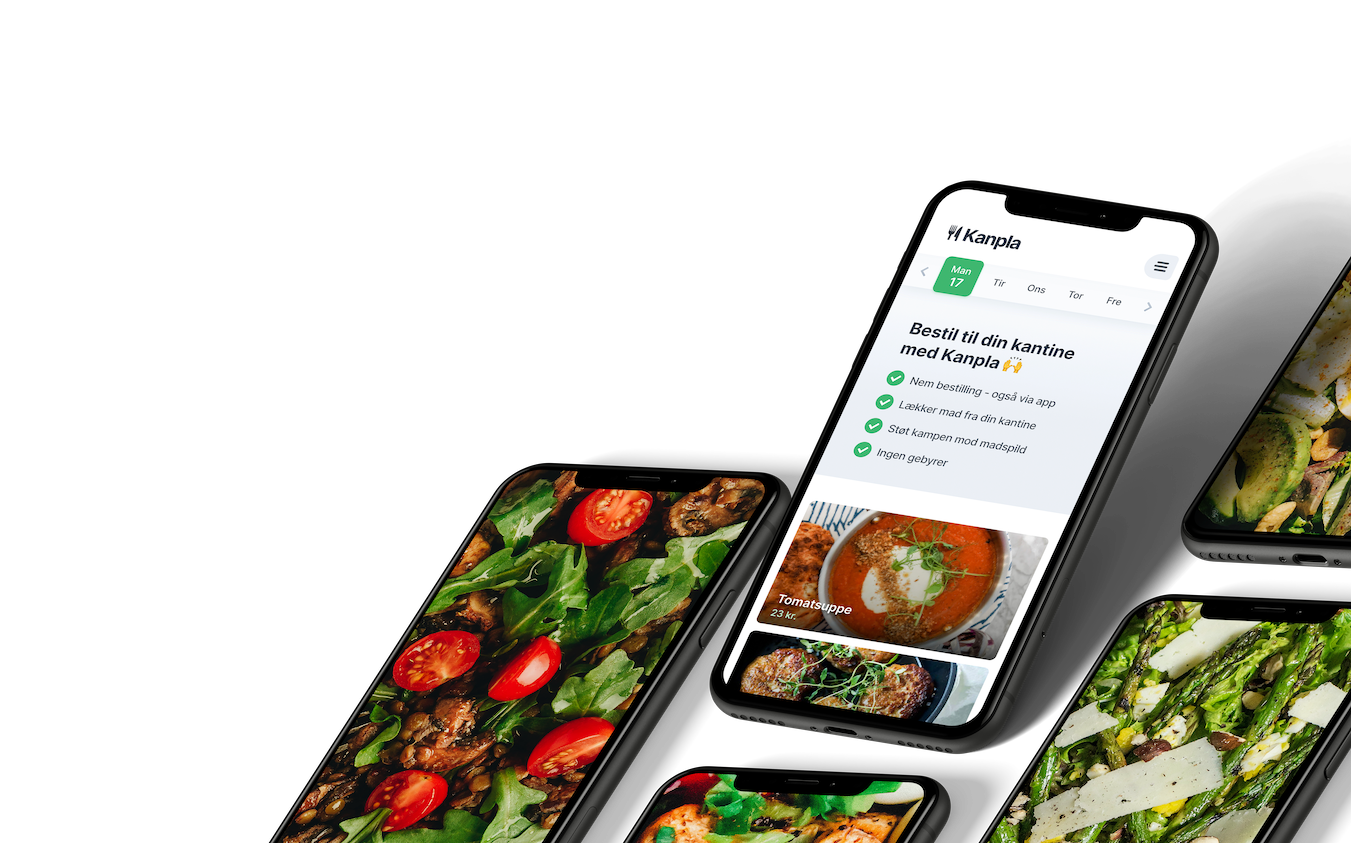 Kanpla
Man
17
Tir
Ons
Tor
Fre
Bestil til din kantine
med Kanpla 🙌
Nem bestilling - også via app
Lækker mad fra din kantine
Støt kampen mod madspild
Ingen gebyrer
Tomatsuppe
23 kr.